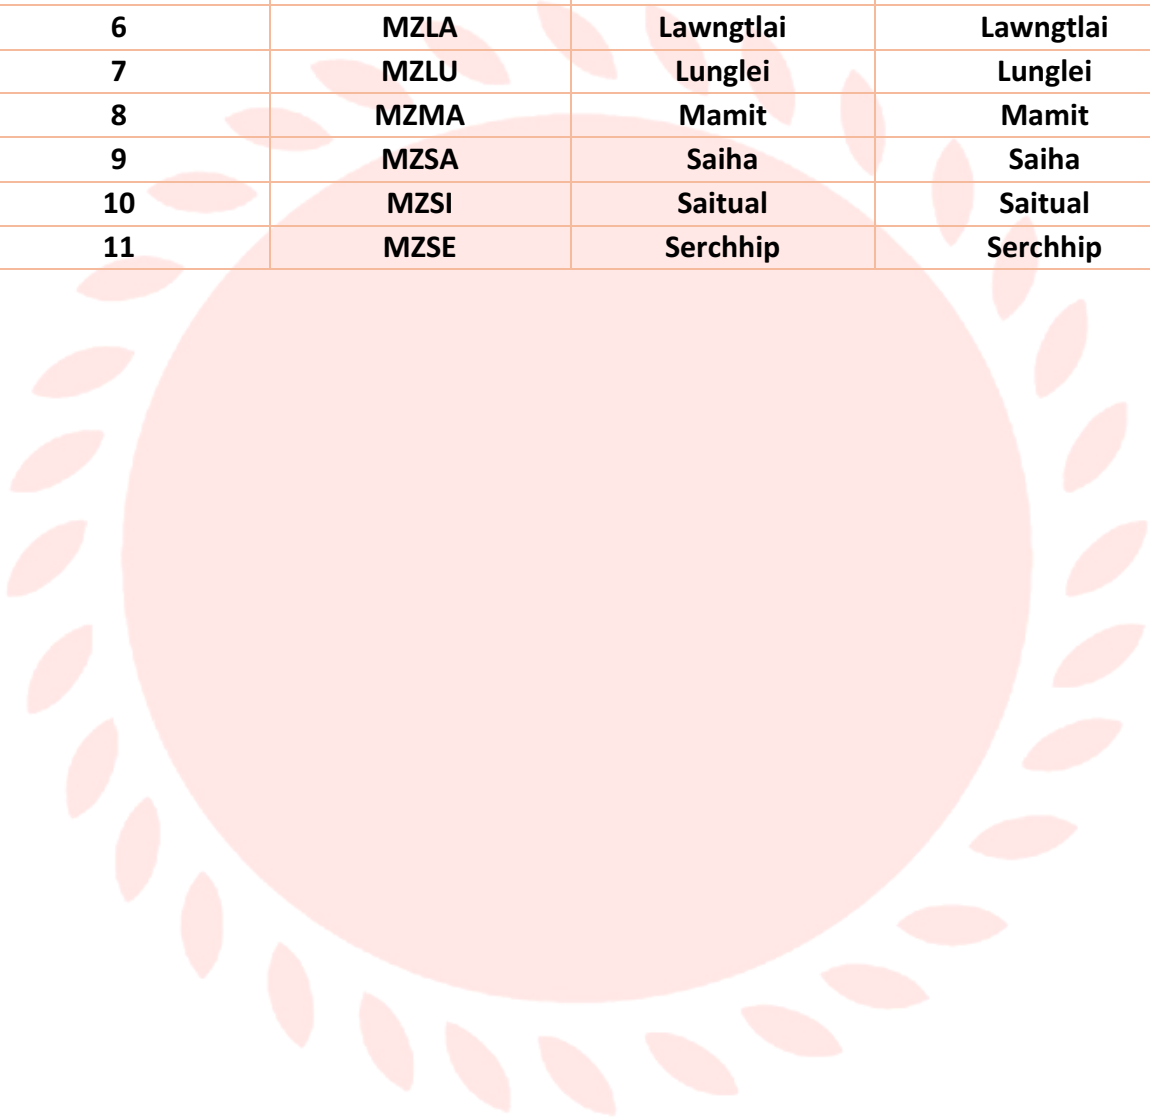 6 MZLA Lawngtlai Lawngtlai
7 MZLU Lunglei Lunglei
8 MZMA Mamit Mamit
9 MZSA Saiha Saiha
10 MZSI Saitual Saitual
11 MZSE Serchhip Serchhip